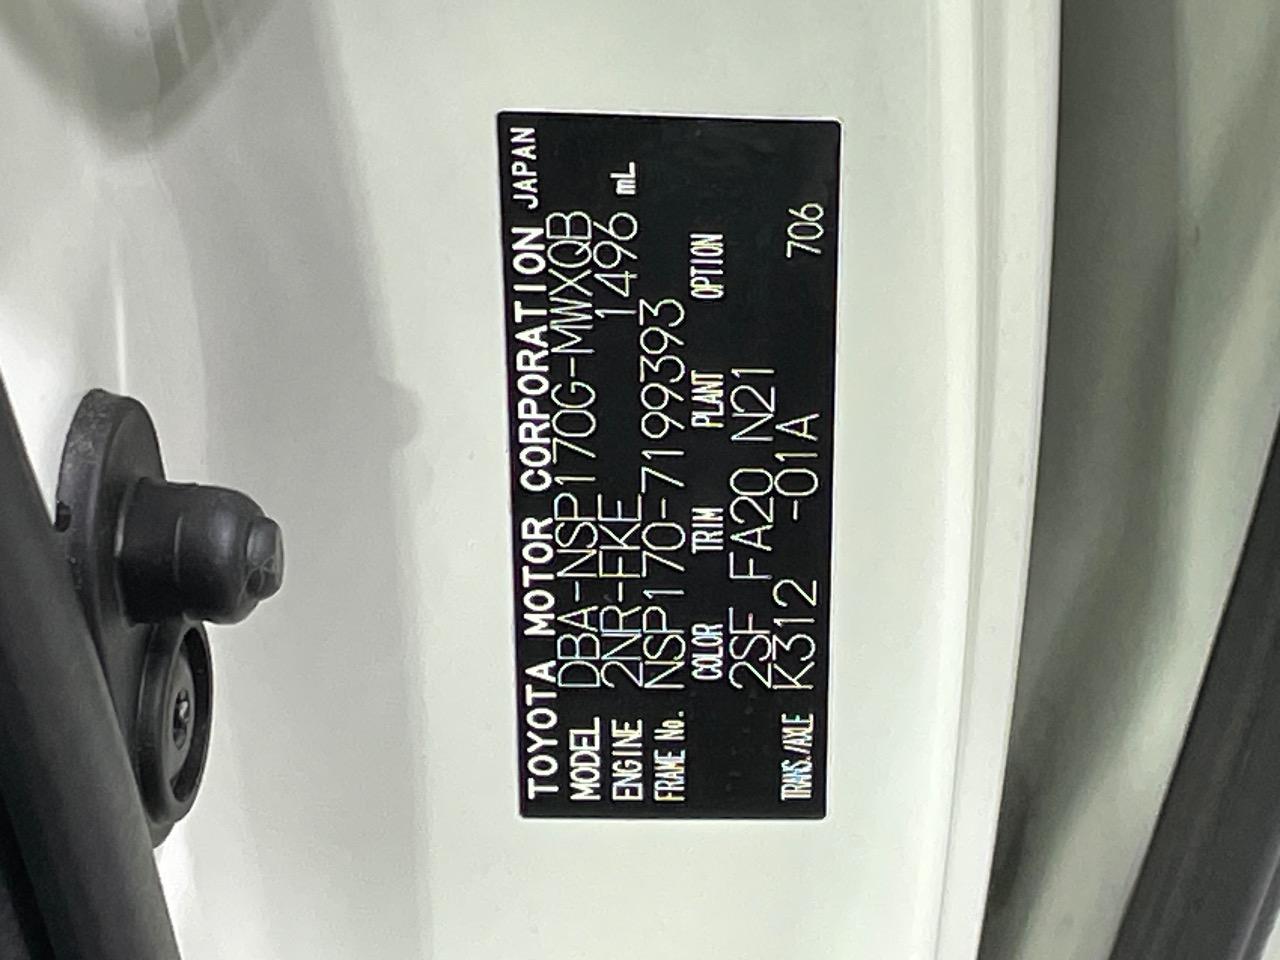 TOYOTA MOTOR CORPORATION JAPAN
MODEL DBA-NSP170G-MWXQB
ENGINE 2NR-FKE 1496 mL
FRAME No. NSP170-7199393
COLOR TRIM PLANT OPTION
2SF FA20 N21
TRANS./AXLE K312 -01A 706